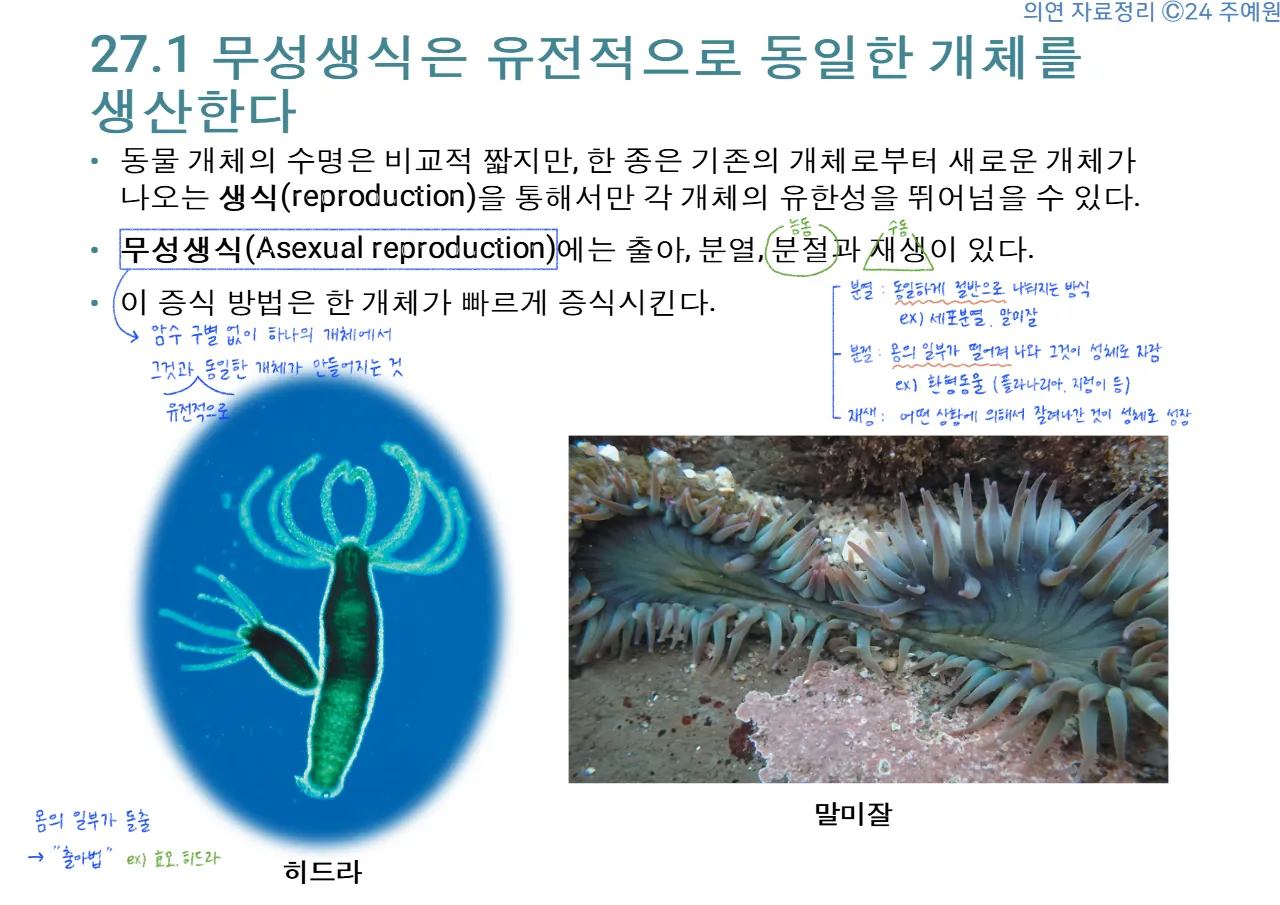 의연 자료정리 ©24 주예원
27.1 무성생식은 유전적으로 동일한 개체를
생산한다
• 동물 개체의 수명은 비교적 짧지만, 한 종은 기존의 개체로부터 새로운 개체가
나오는 생식(reproduction)을 통해서만 각 개체의 유한성을 뛰어넘을 수 있다.
능동 수동
• 무성생식(Asexual reproduction)에는 출아, 분열, 분절과 재생이 있다.
• 이 증식 방법은 한 개체가 빠르게 증식시킨다.
암수 구별 없이 하나의 개체에서
그것과 동일한 개체가 만들어지는 것
유전적으로
분열 : 동일하게 절반으로 나눠지는 방식
ex) 세포분열, 말미잘
분절 : 몸의 일부가 떨어져 나와 그것이 성체로 자람
ex) 환형동물 (플라나리아, 지렁이 등)
재생 : 어떤 상황에 의해서 잘려나간 것이 성체로 성장
말미잘
몸의 일부가 돌출
→ "출아법" ex) 효모, 히드라
히드라